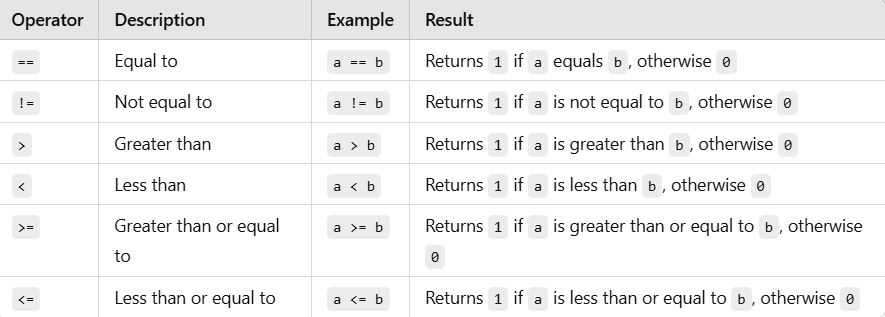 Operator Description Example Result
== Equal to a == b Returns 1 if a equals b, otherwise 0
!= Not equal to a != b Returns 1 if a is not equal to b, otherwise 0
> Greater than a > b Returns 1 if a is greater than b, otherwise 0
< Less than a < b Returns 1 if a is less than b, otherwise 0
>= Greater than or equal to a >= b Returns 1 if a is greater than or equal to b, otherwise 0
<= Less than or equal to a <= b Returns 1 if a is less than or equal to b, otherwise 0